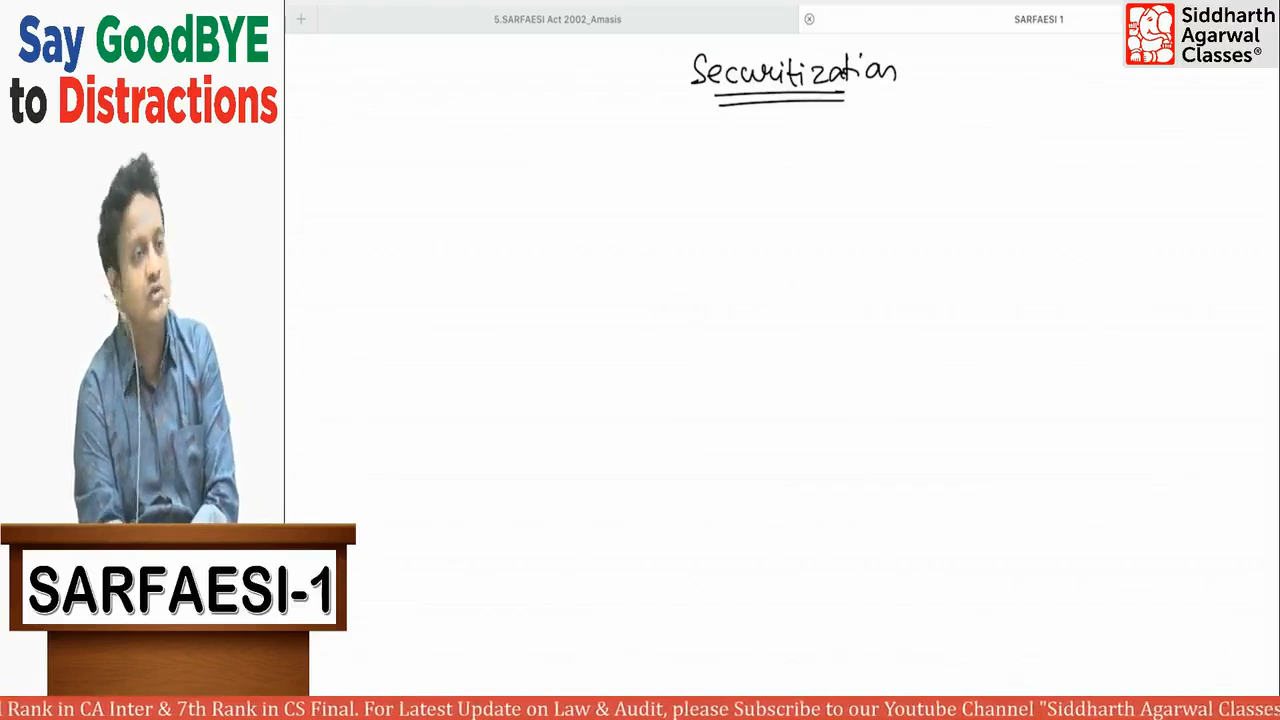 Say GoodBYE
to Distractions
5.SARFAESI Act 2002_Amasis
SARFAESI 1
Siddharth
Agarwal
Classes®
Securitization
SARFAESI-1
Rank in CA Inter & 7th Rank in CS Final. For Latest Update on Law & Audit, please Subscribe to our Youtube Channel "Siddharth Agarwal Classes